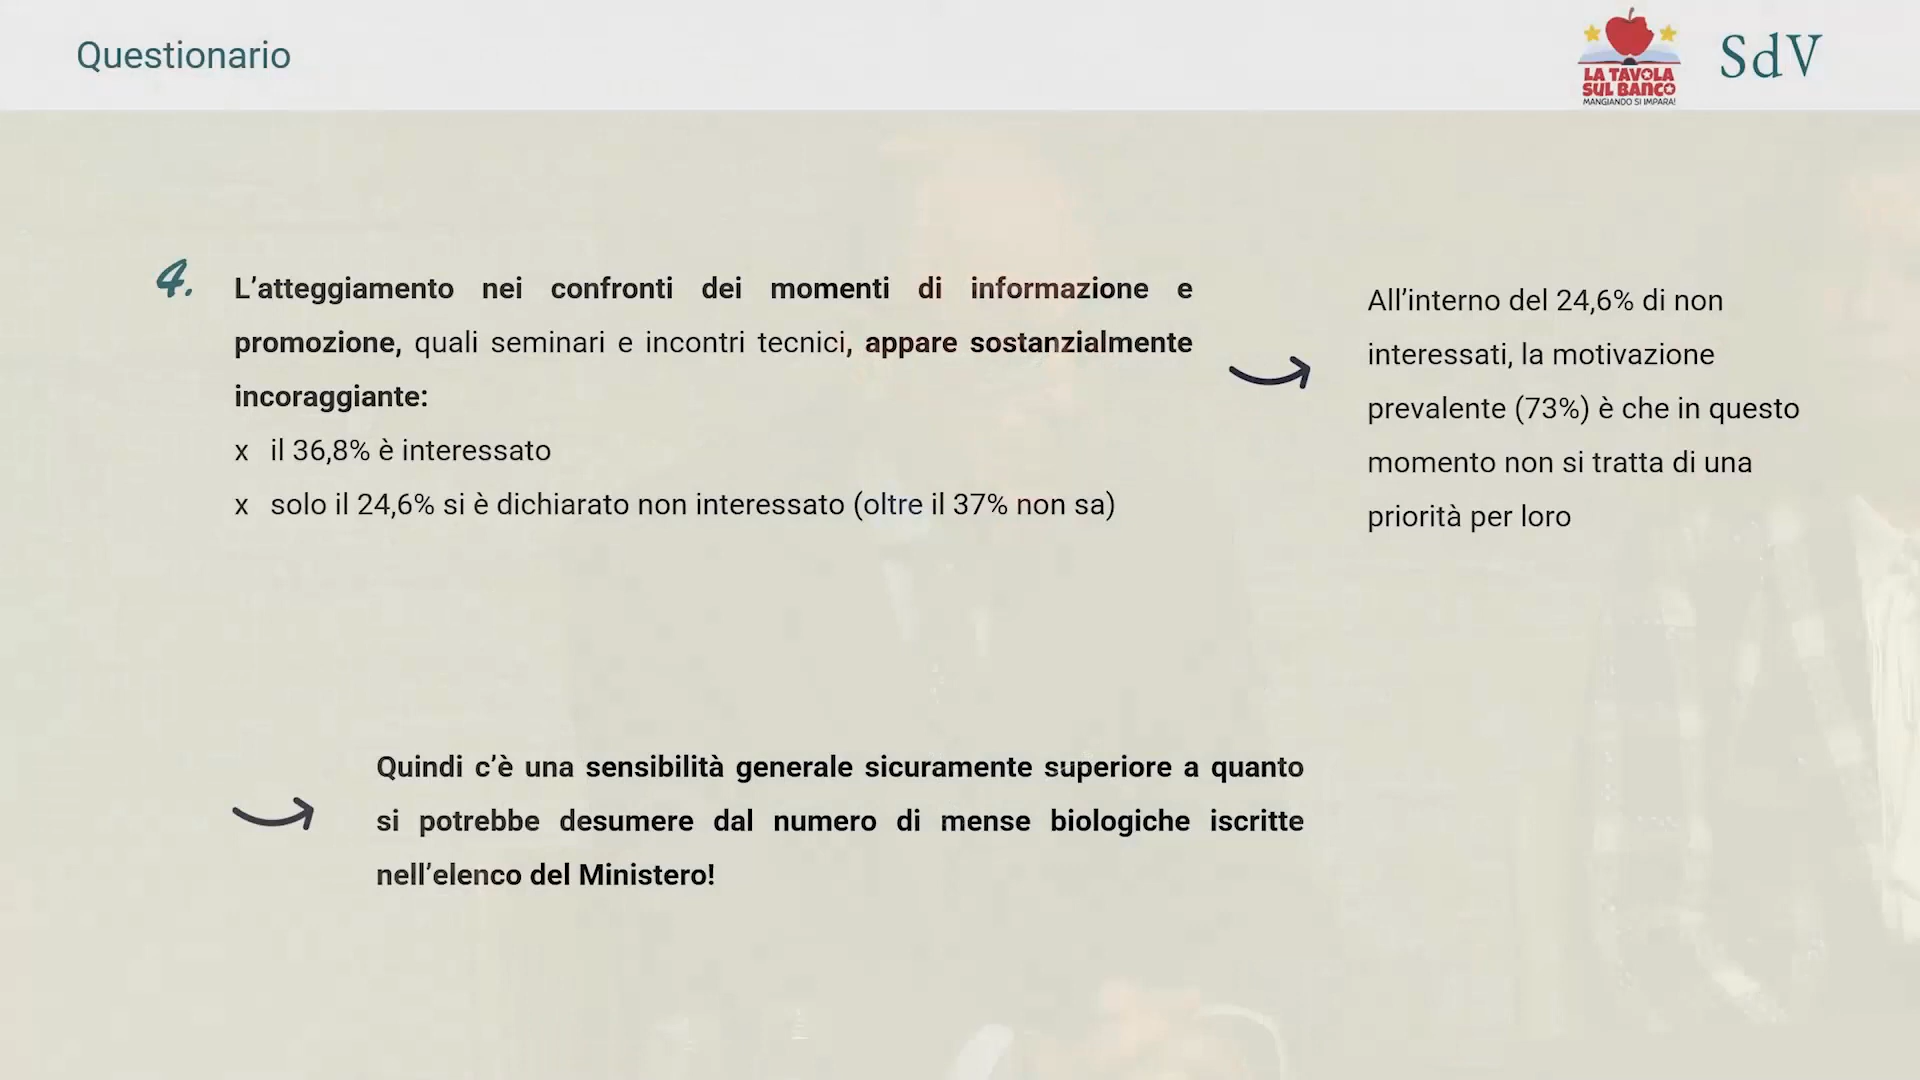 Questionario
LA TAVOLA
SUL BANCO
MANGIANDO SI IMPARA!
SdV
4.
L’atteggiamento nei confronti dei momenti di informazione e
promozione, quali seminari e incontri tecnici, appare sostanzialmente
incoraggiante:
x il 36,8% è interessato
x solo il 24,6% si è dichiarato non interessato (oltre il 37% non sa)
All’interno del 24,6% di non
interessati, la motivazione
prevalente (73%) è che in questo
momento non si tratta di una
priorità per loro
Quindi c’è una sensibilità generale sicuramente superiore a quanto
si potrebbe desumere dal numero di mense biologiche iscritte
nell’elenco del Ministero!